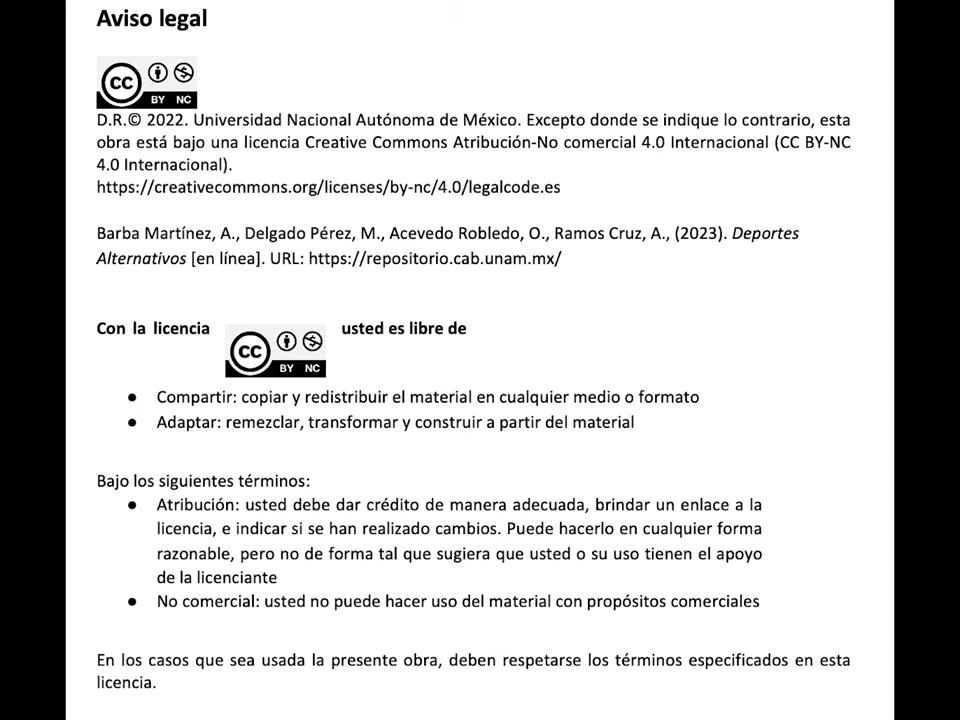 Aviso legal
CC
BY NC
D.R.© 2022. Universidad Nacional Autónoma de México. Excepto donde se indique lo contrario, esta
obra está bajo una licencia Creative Commons Atribución-No comercial 4.0 Internacional (CC BY-NC
4.0 Internacional).
https://creativecommons.org/licenses/by-nc/4.0/legalcode.es
Barba Martínez, A., Delgado Pérez, M., Acevedo Robledo, O., Ramos Cruz, A., (2023). Deportes
Alternativos [en línea]. URL: https://repositorio.cab.unam.mx/
Con la licencia CC BY NC usted es libre de
● Compartir: copiar y redistribuir el material en cualquier medio o formato
● Adaptar: remezclar, transformar y construir a partir del material
Bajo los siguientes términos:
● Atribución: usted debe dar crédito de manera adecuada, brindar un enlace a la
licencia, e indicar si se han realizado cambios. Puede hacerlo en cualquier forma
razonable, pero no de forma tal que sugiera que usted o su uso tienen el apoyo
de la licenciante
● No comercial: usted no puede hacer uso del material con propósitos comerciales
En los casos que sea usada la presente obra, deben respetarse los términos especificados en esta
licencia.